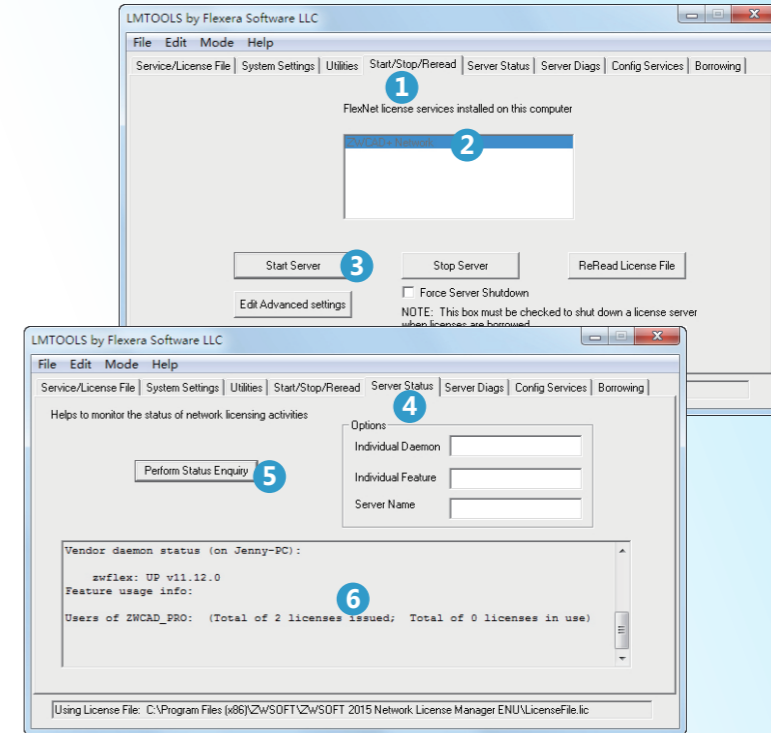 LMTOOLS by Flexera Software LLC
File Edit Mode Help
Service/License File System Settings Utilities Start/Stop/Reread Server Status Server Diags Config Services Borrowing
1
FlexNet license services installed on this computer
ZWCAD+ Network
2
Start Server
3
Stop Server
ReRead License File
Edit Advanced settings
Force Server Shutdown
NOTE: This box must be checked to shut down a license server
when licenses are borrowed
LMTOOLS by Flexera Software LLC
File Edit Mode Help
Service/License File System Settings Utilities Start/Stop/Reread Server Status Server Diags Config Services Borrowing
4
Helps to monitor the status of network licensing activities
Options
Individual Daemon
Perform Status Enquiry
5
Individual Feature
Server Name
Vendor daemon status (on Jenny-PC):
zwflex: UP v11.12.0
Feature usage info:
6
Users of ZWCAD_PRO: (Total of 2 licenses issued; Total of 0 licenses in use)
Using License File: C:\Program Files (x86)\ZWSOFT\ZWSOFT 2015 Network License Manager ENU\LicenseFile.lic